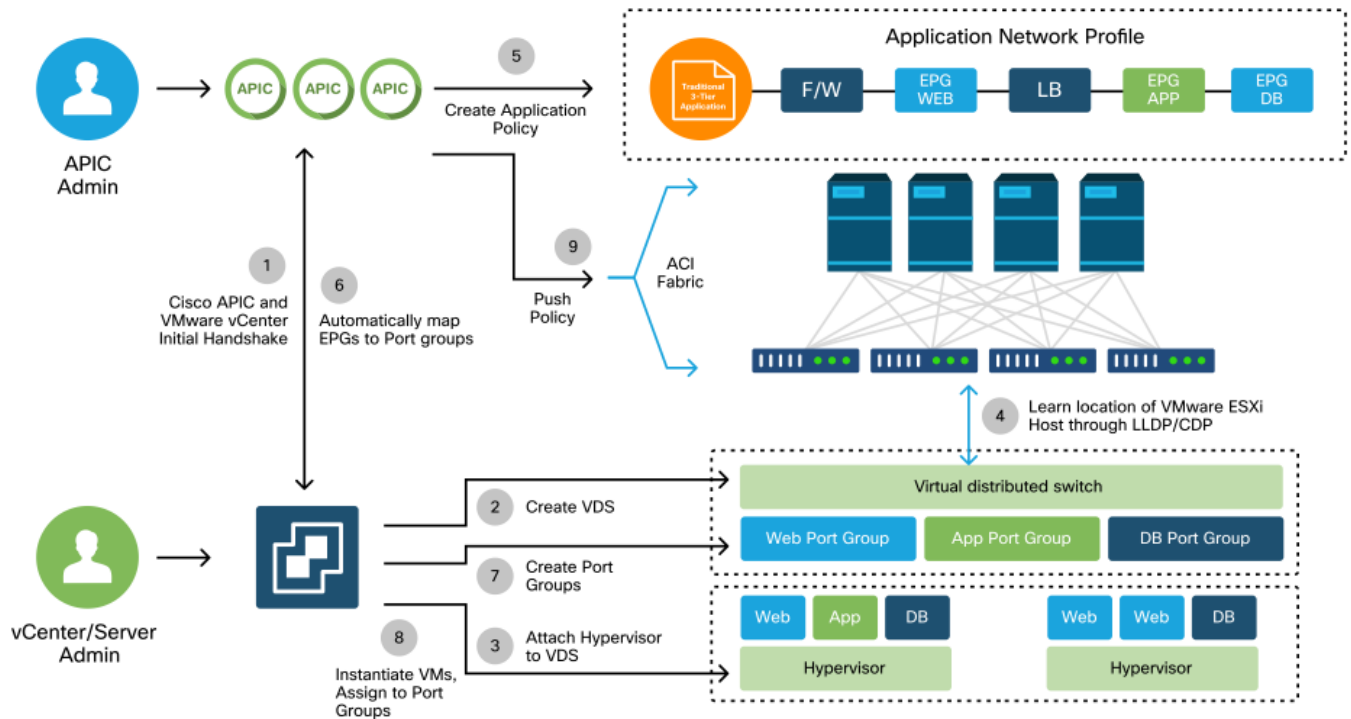 Application Network Profile
5
APIC
APIC
APIC
Traditional
3-Tier
Application
F/W
EPG
WEB
LB
EPG
APP
EPG
DB
Create Application
Policy
APIC
Admin
1
6
9
ACI
Fabric
Cisco APIC and
VMware vCenter
Initial Handshake
Automatically map
EPGs to Port groups
Push
Policy
4
Learn location of VMware ESXi
Host through LLDP/CDP
Virtual distributed switch
2
Create VDS
Web Port Group
App Port Group
DB Port Group
7
Create Port
Groups
vCenter/Server
Admin
8
3
Attach Hypervisor
to VDS
Instantiate VMs,
Assign to Port
Groups
Web
App
DB
Web
Web
DB
Hypervisor
Hypervisor